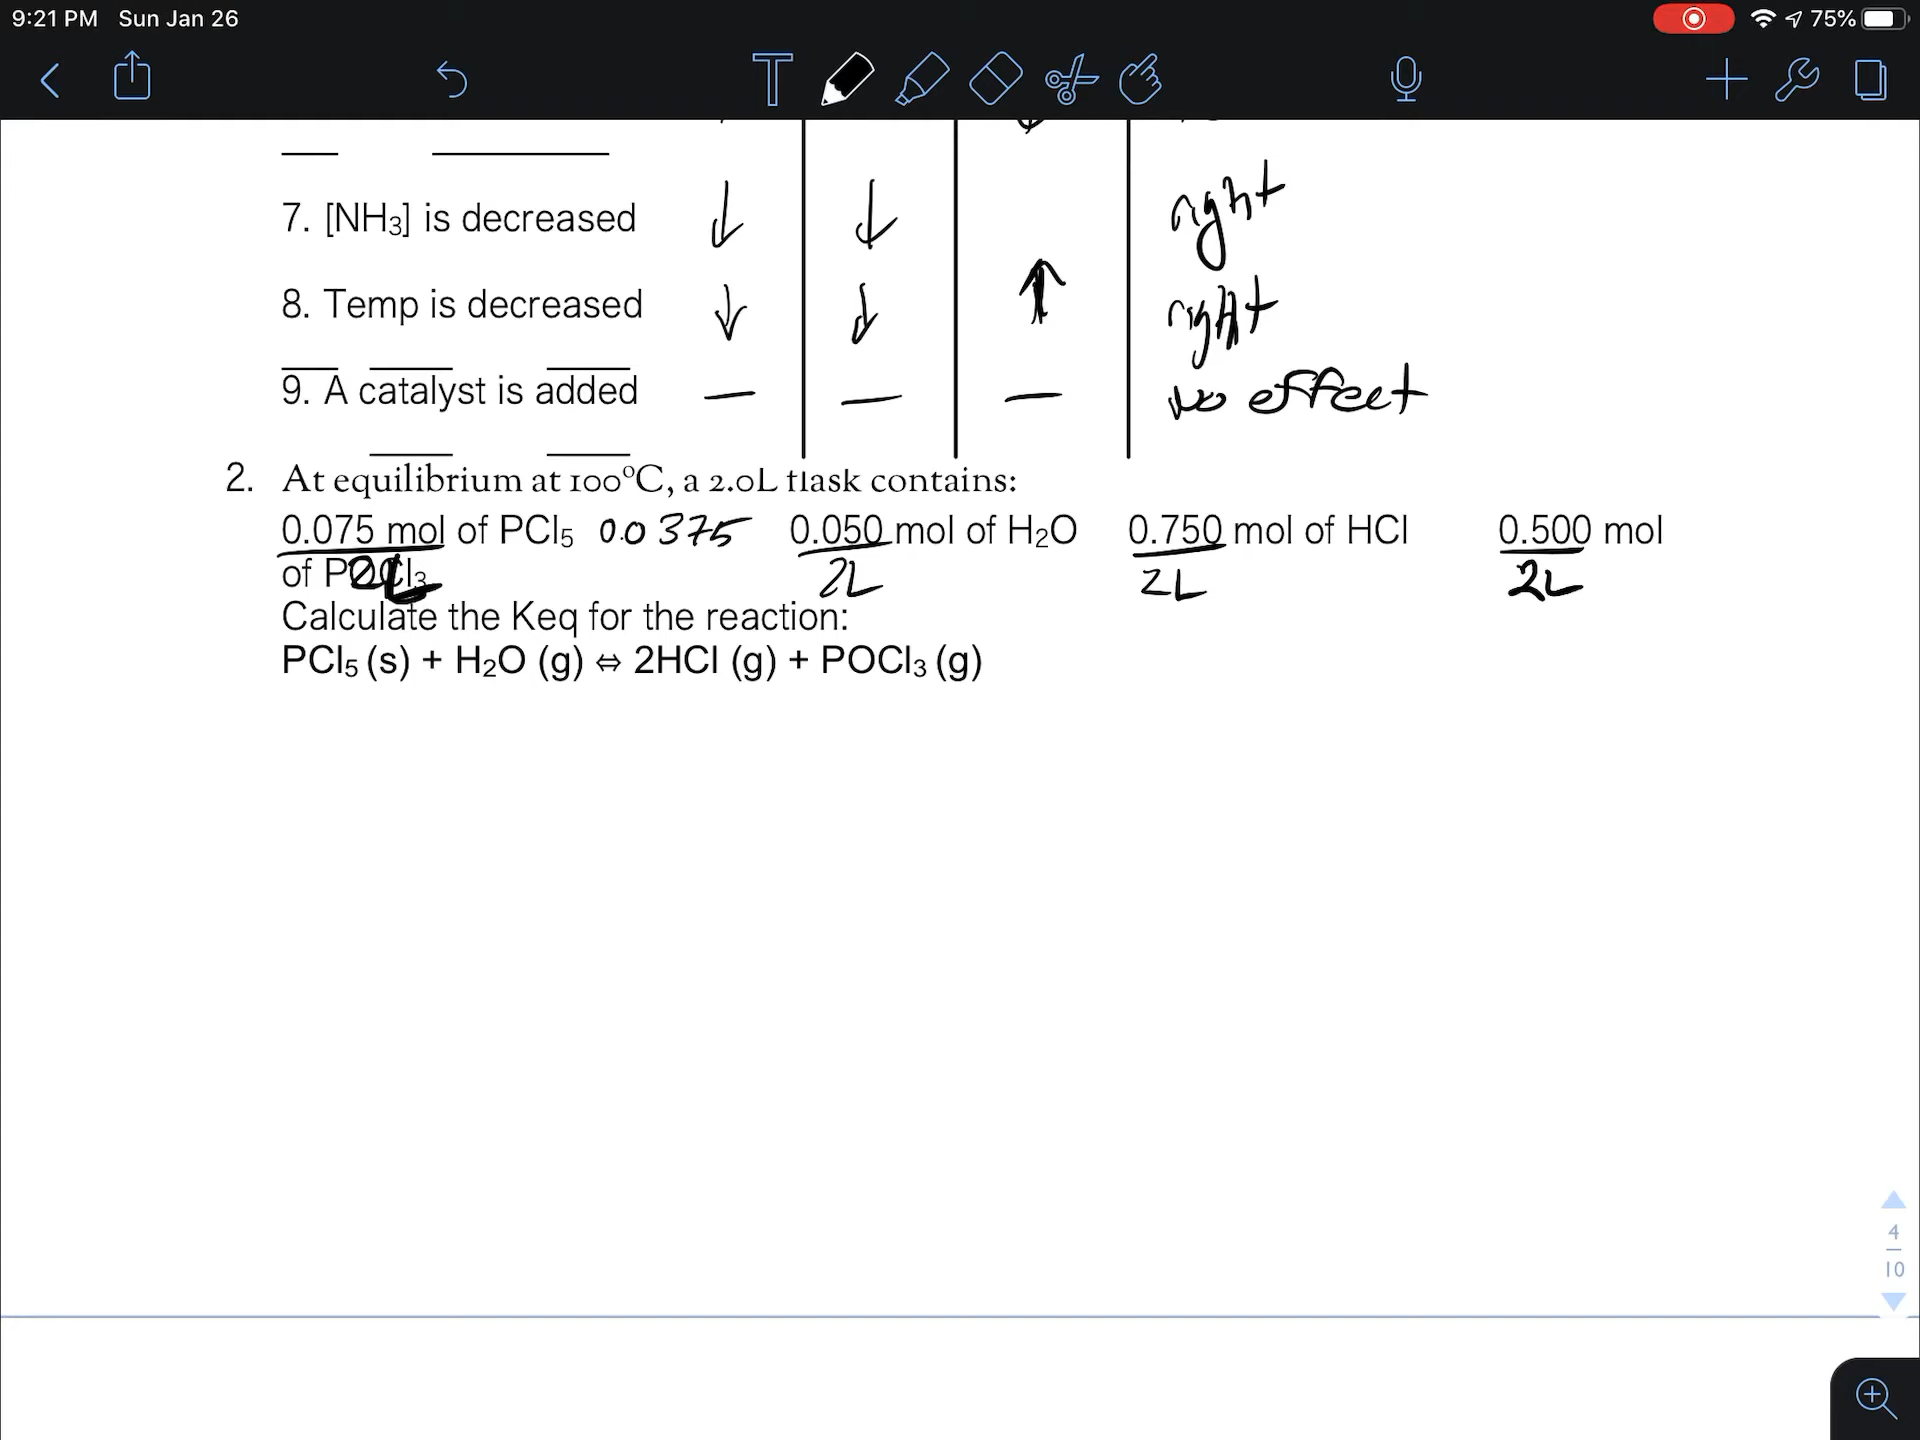 9:21 PM Sun Jan 26 75%
7. [NH₃] is decreased right
8. Temp is decreased right
9. A catalyst is added no effect
2. At equilibrium at 100°C, a 2.0L flask contains:
0.075 mol of PCl₅ 0.0375 0.050 mol of H₂O 0.750 mol of HCl 0.500 mol
of POCl₃ 2L 2L 2L 2L
Calculate the Keq for the reaction:
PCl₅ (s) + H₂O (g) ⇔ 2HCl (g) + POCl₃ (g)
4
10